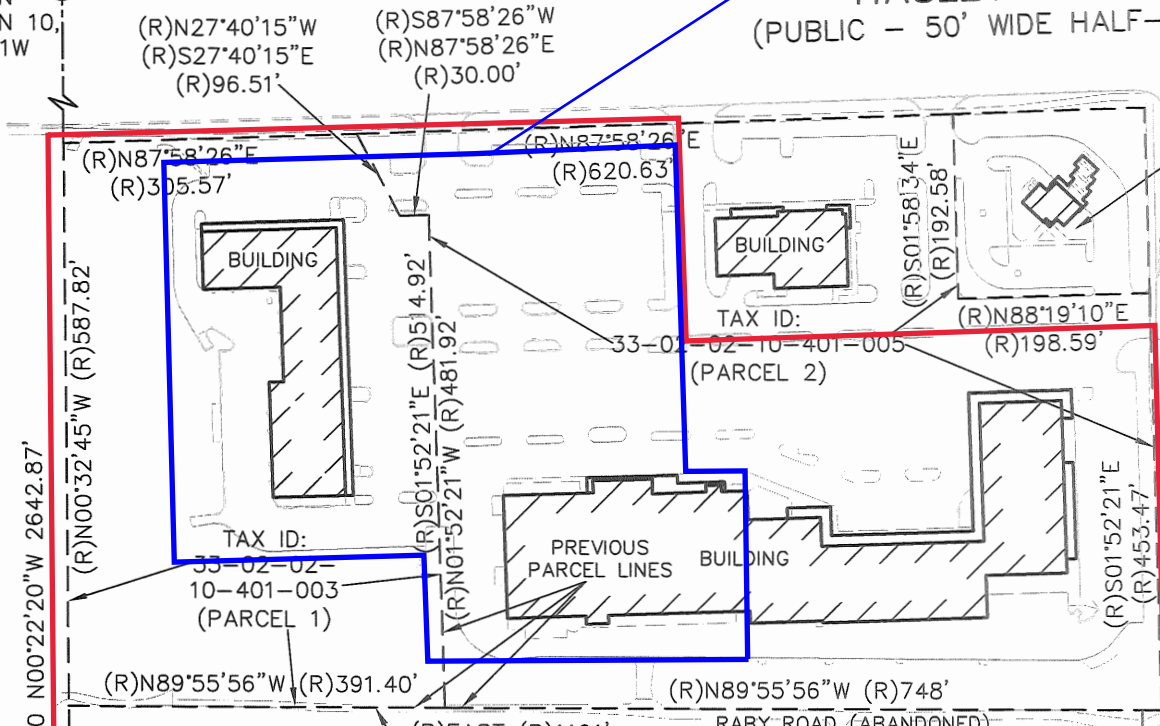 N 10,
1W
(R)N27°40'15"W
(R)S27°40'15"E
(R)96.51'
(R)S87°58'26"W
(R)N87°58'26"E
(R)30.00'
(PUBLIC – 50' WIDE HALF–
(R)N87°58'26"E
(R)305.57'
(R)N87°58'26"E
(R)620.63'
BUILDING
BUILDING
(R)S01°58'34"E
(R)192.58'
TAX ID:
33-02-02-10-401-005
(PARCEL 2)
(R)N88°19'10"E
(R)198.59'
(R)N00°32'45"W (R)587.82'
N00°22'20"W 2642.87'
(R)S01°52'21"E (R)514.92'
(R)N01°52'21"W (R)481.92'
TAX ID:
33-02-02-
10-401-003
(PARCEL 1)
PREVIOUS
PARCEL LINES
BUILDING
(R)S01°52'21"E
(R)453.47'
(R)N89°55'56"W (R)391.40'
(R)N89°55'56"W (R)748'
RABY ROAD (ABANDONED)